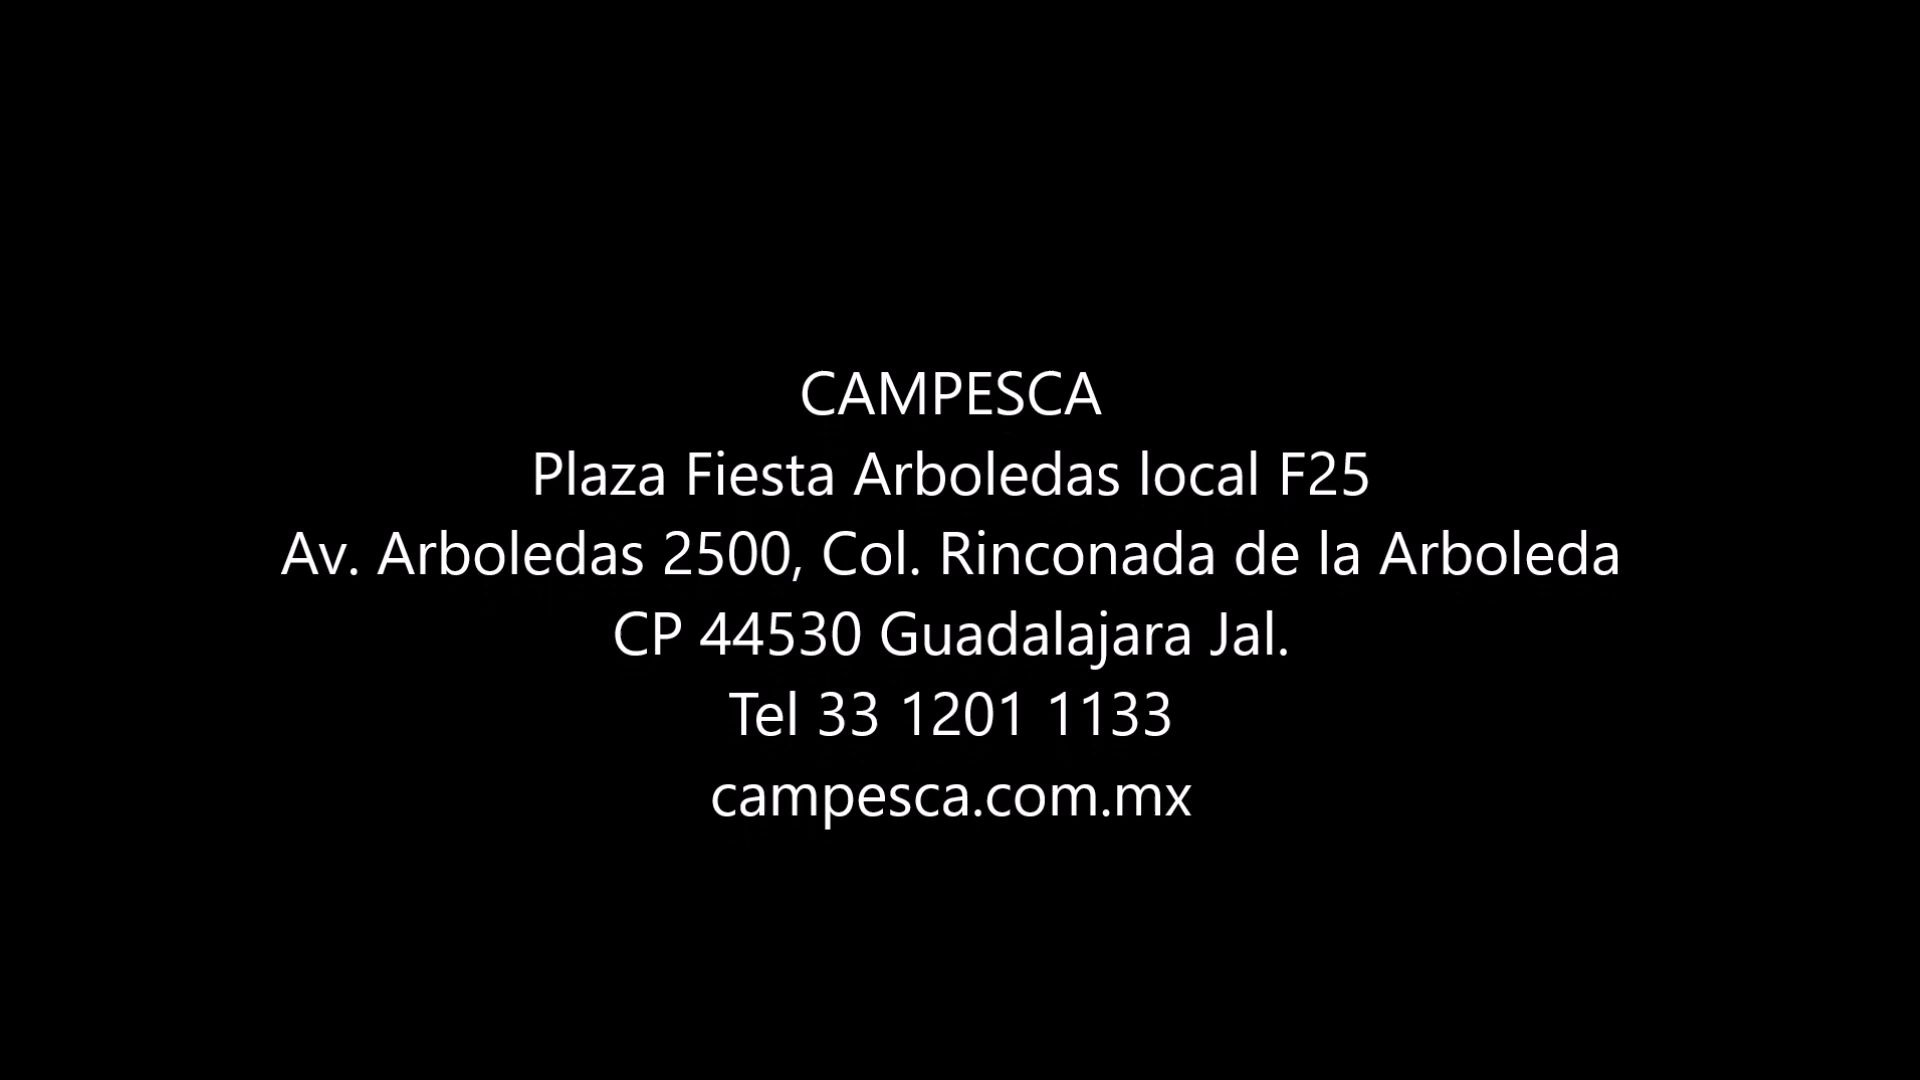 CAMPESCA
Plaza Fiesta Arboledas local F25
Av. Arboledas 2500, Col. Rinconada de la Arboleda
CP 44530 Guadalajara Jal.
Tel 33 1201 1133
campesca.com.mx